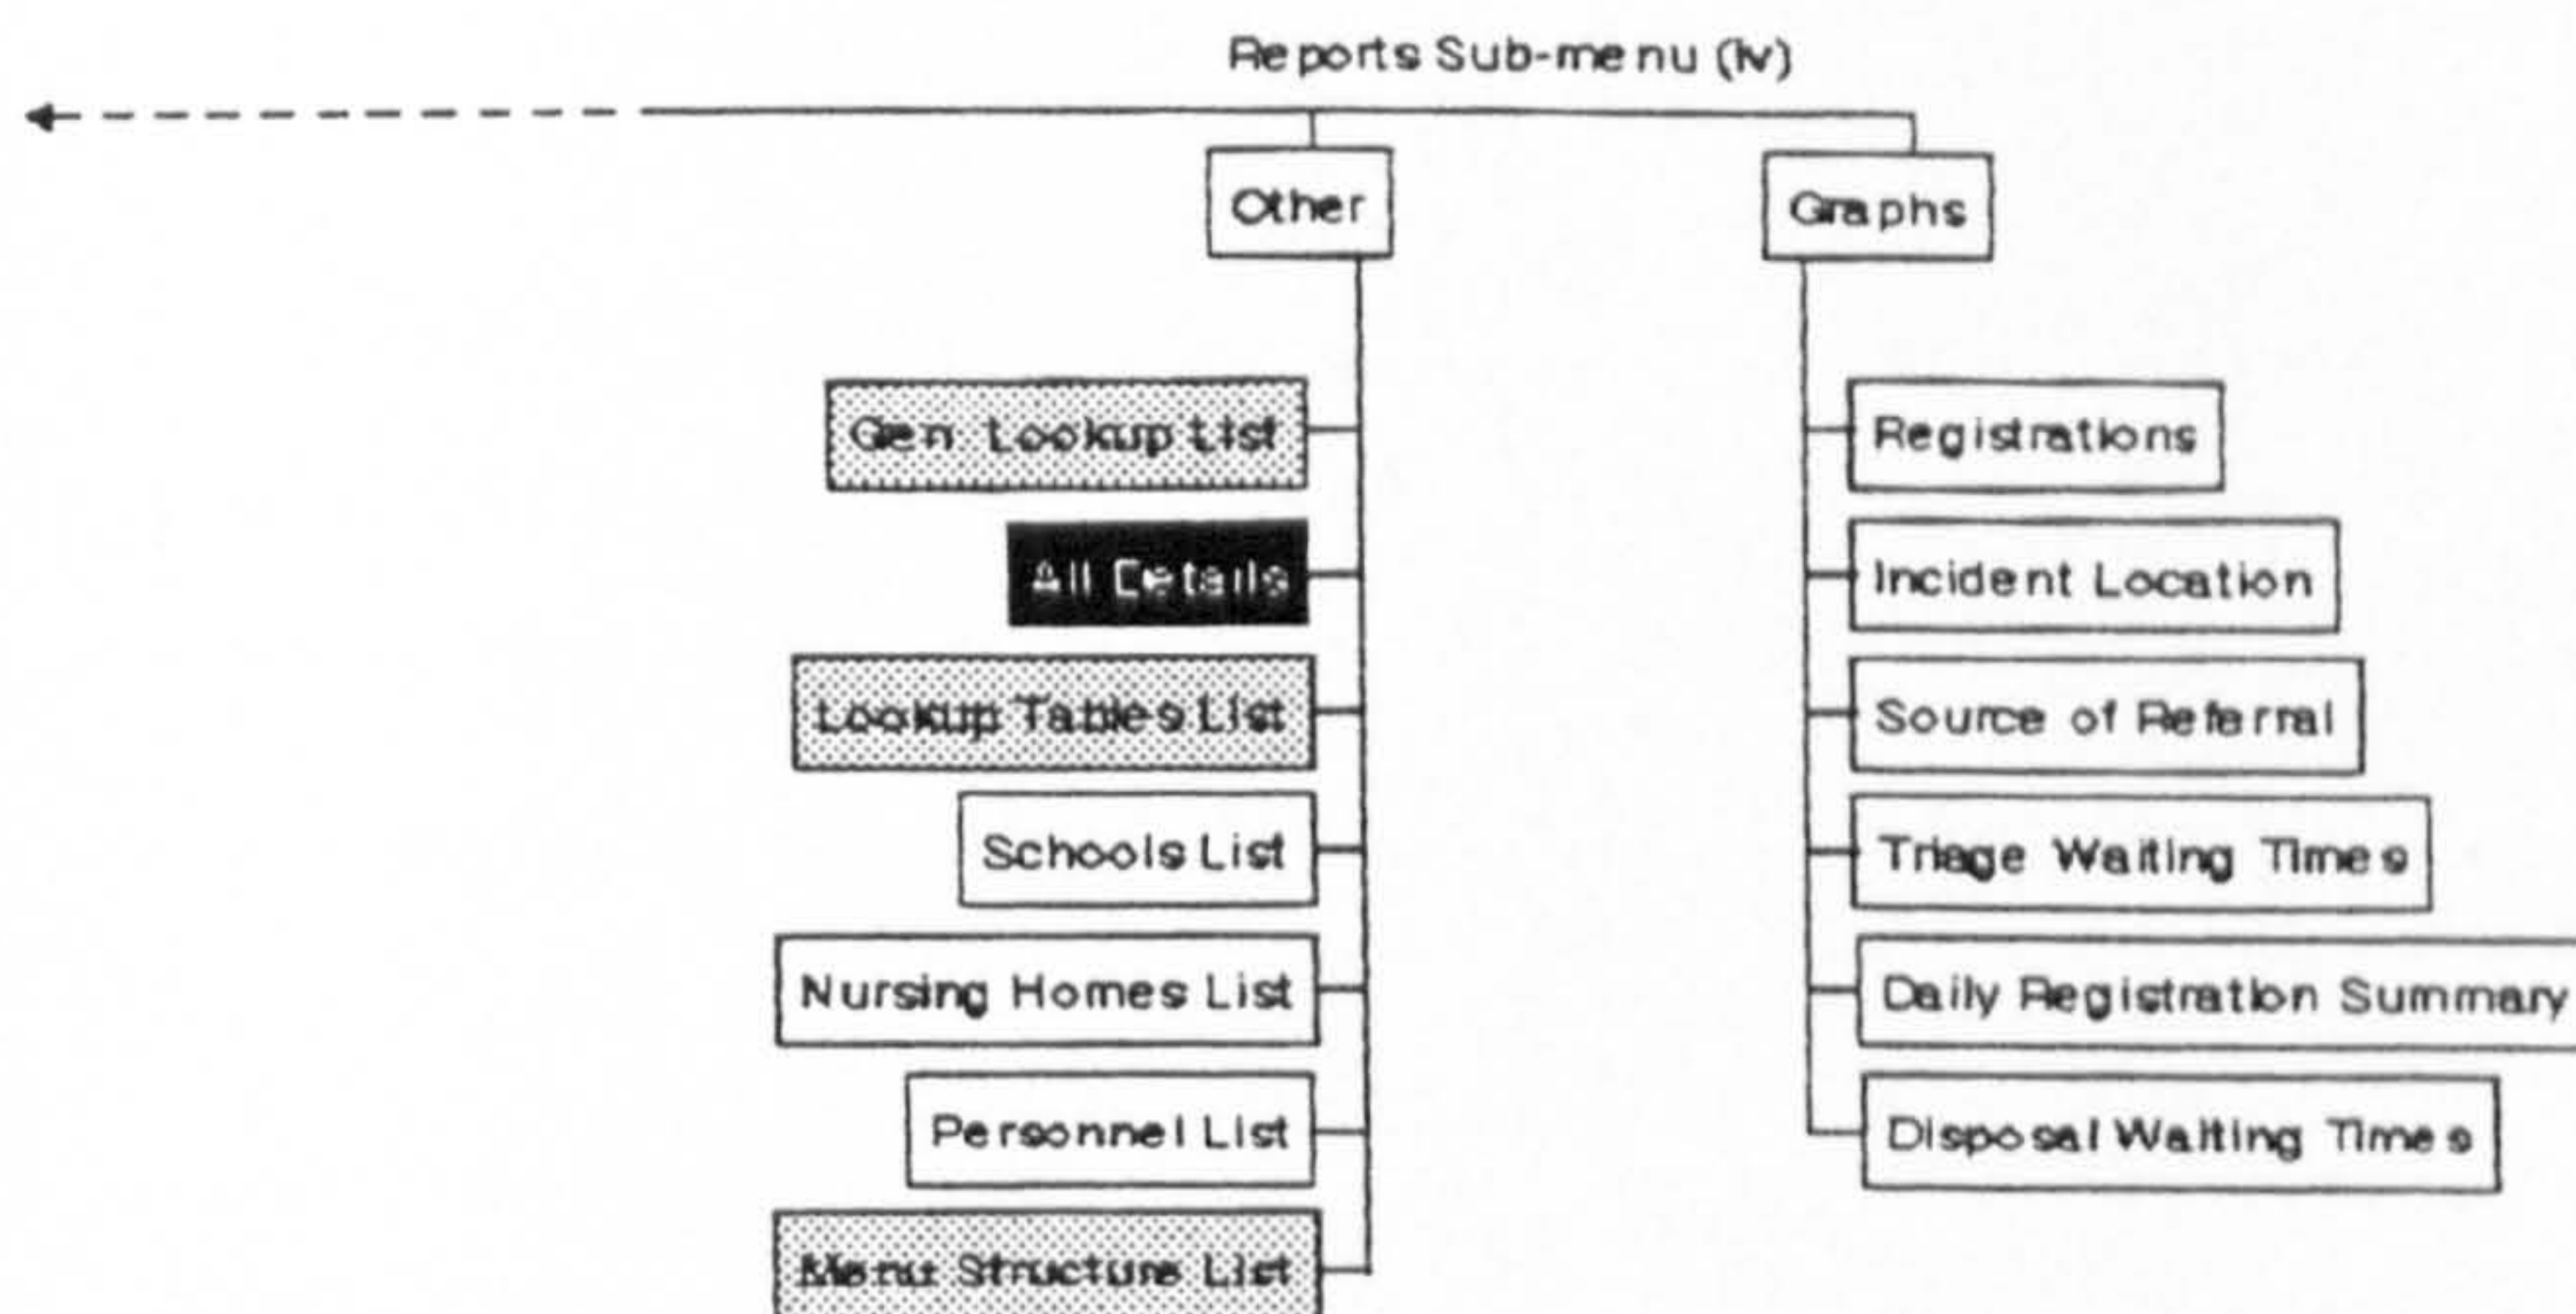 Reports Sub-menu (iv)
Other
Graphs
Gen Lookup List
All Details
Lookup Tables List
Schools List
Nursing Homes List
Personnel List
Menu Structure List
Registrations
Incident Location
Source of Referral
Triage Waiting Times
Daily Registration Summary
Disposal Waiting Times